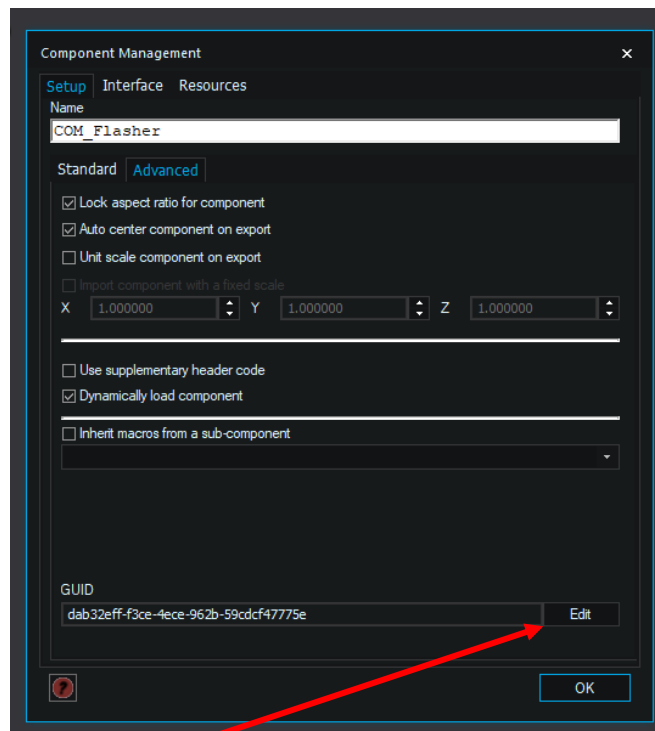 Component Management
Setup Interface Resources
Name
COM_Flasher
Standard Advanced
Lock aspect ratio for component
Auto center component on export
Unit scale component on export
Import component with a fixed scale
X 1.000000 Y 1.000000 Z 1.000000
Use supplementary header code
Dynamically load component
Inherit macros from a sub-component
GUID
dab32eff-f3ce-4ece-962b-59cdcf47775e Edit
? OK